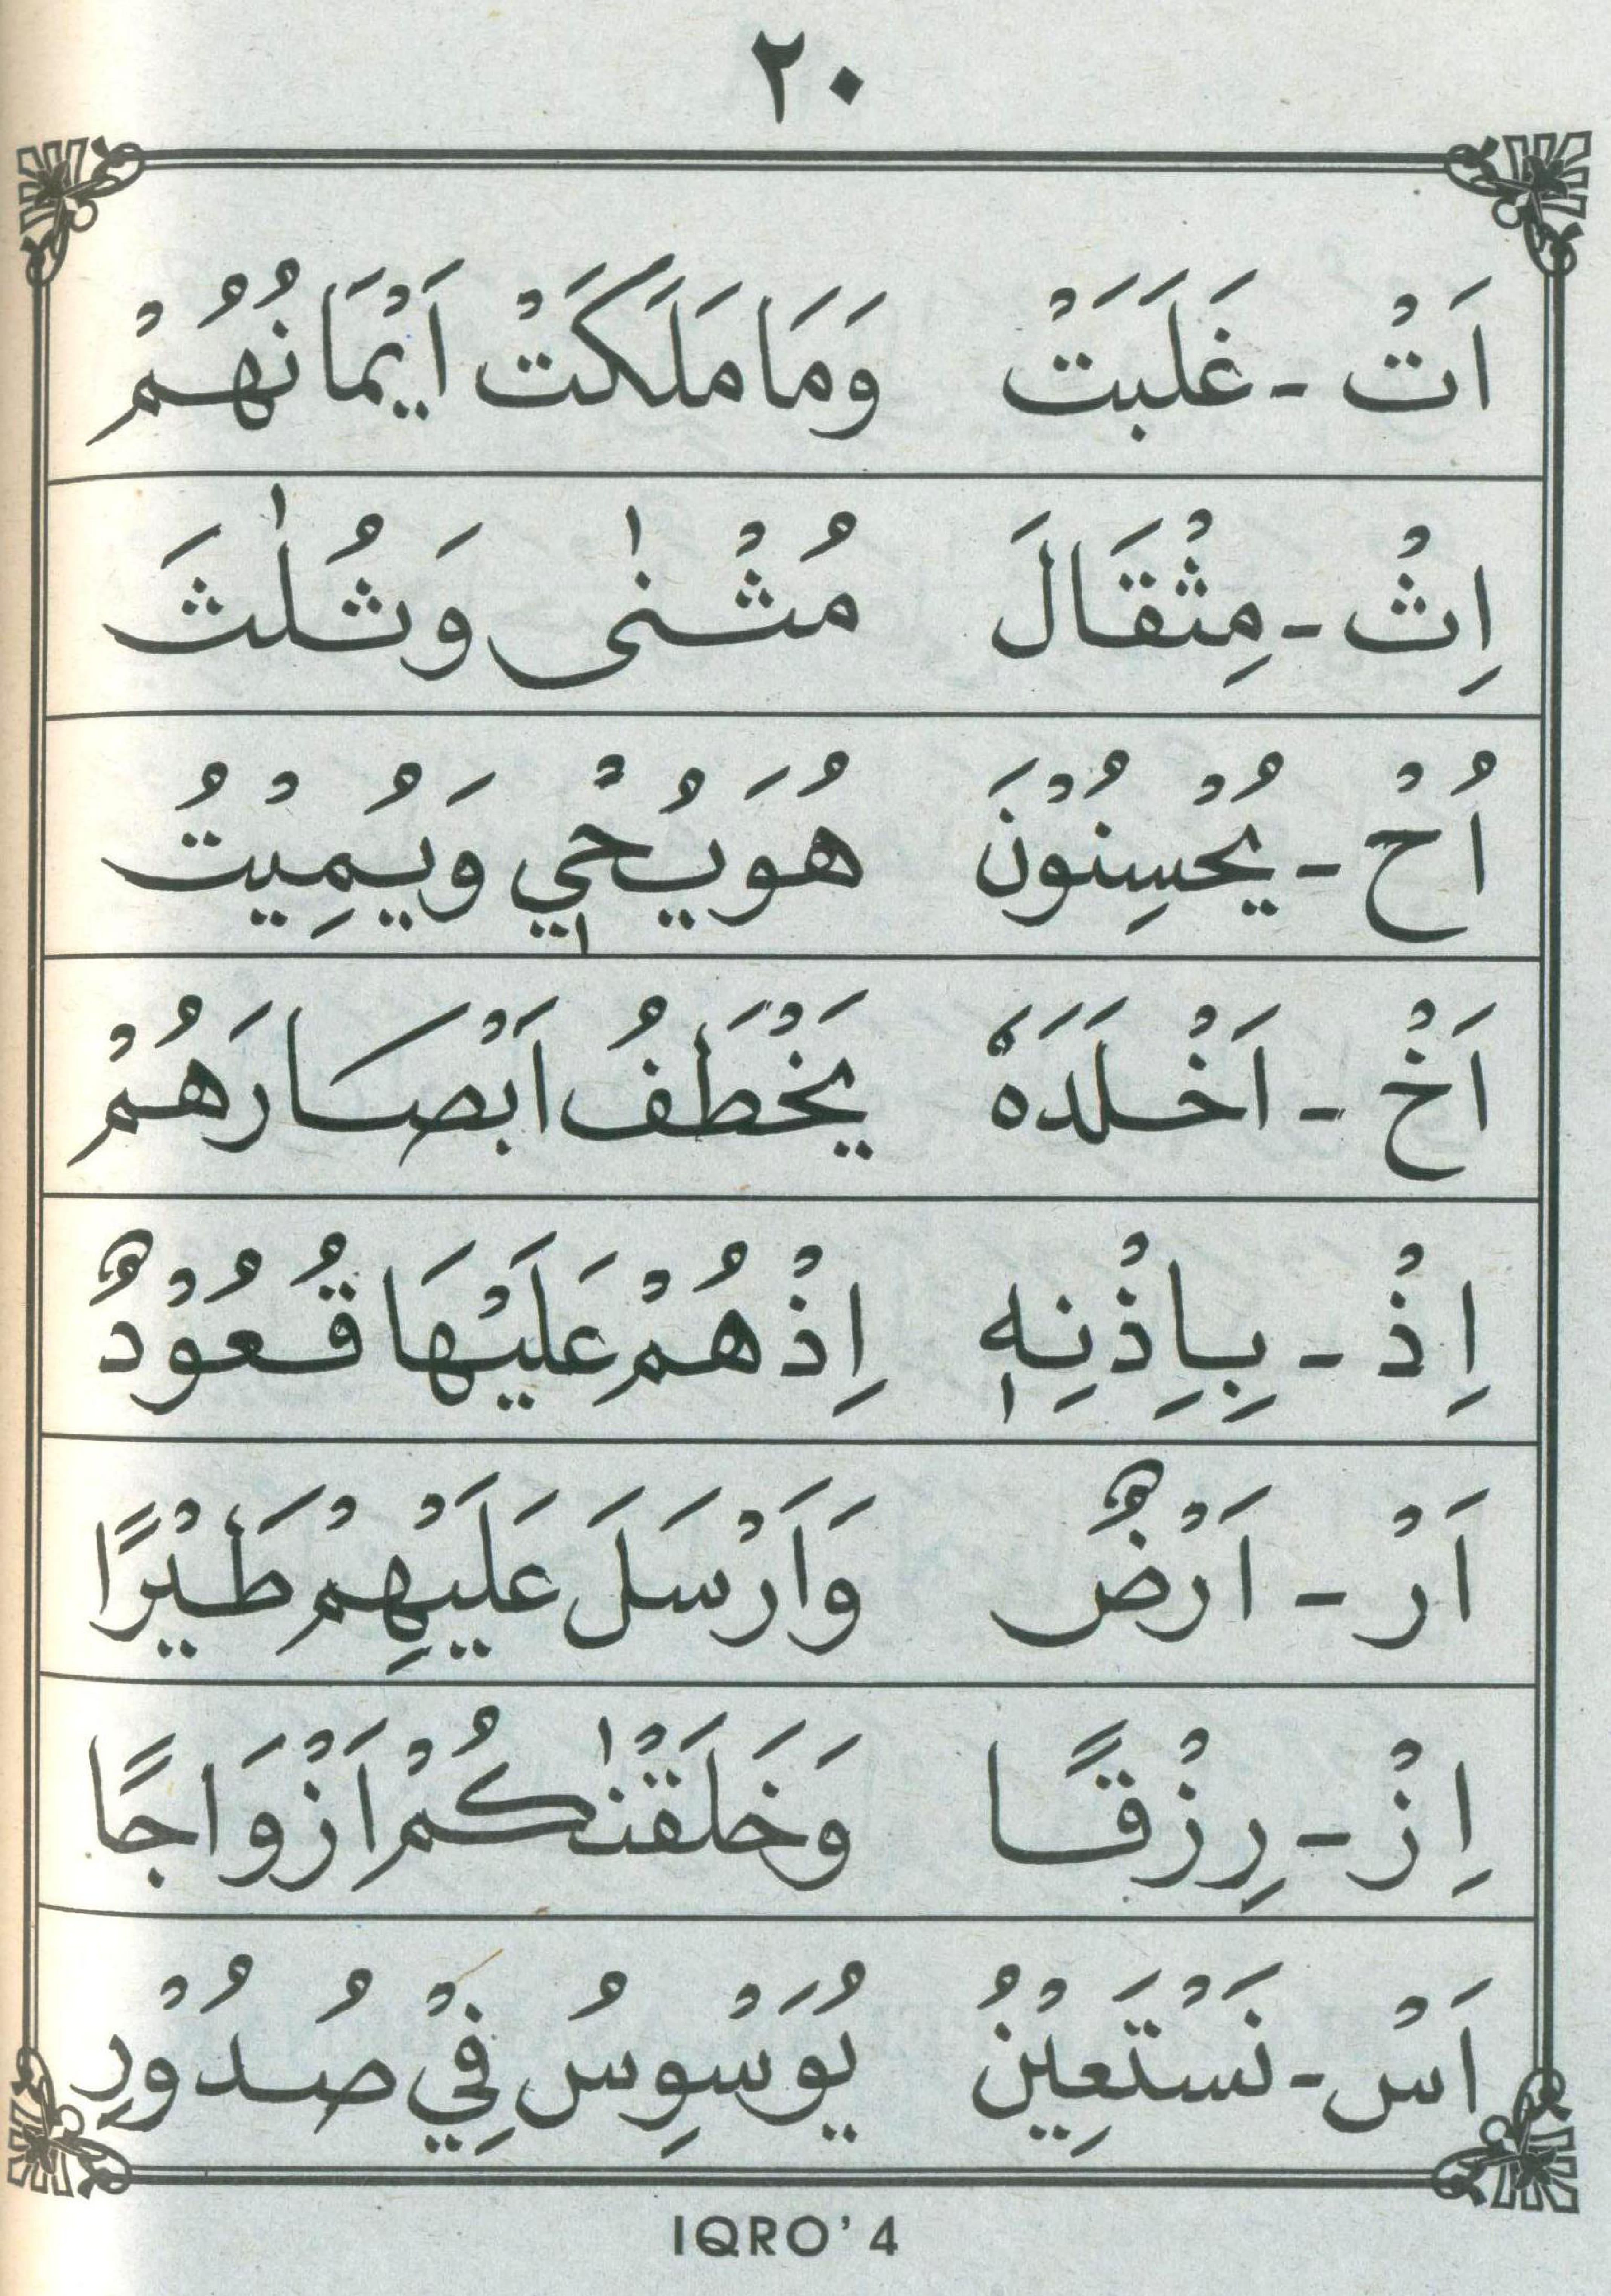 ٢٠
اَتْ - غَلَبَتْ وَمَا مَلَكَتْ اَيْمَانُهُمْ
اِثْ - مِثْقَالَ مُثْنٰى وَثُلٰثَ
اُحْ - يُحْسِنُوْنَ هُوَ يُحْيٖ وَيُمِيْتُ
اَخْ - اَخْلَدَهٗ يَخْطَفُ اَبْصَارَهُمْ
اِذْ - بِاِذْنِهٖ اِذْهُمْ عَلَيْهَا قُعُوْدٌ
اَرْ - اَرْضٌ وَاَرْسَلَ عَلَيْهِمْ طَيْرًا
اِزْ - رِزْقًا وَخَلَقْنٰكُمْ اَزْوَاجًا
اَسْ - نَسْتَعِيْنُ يُوَسْوِسُ فِيْ صُدُوْرِ
IQRO' 4